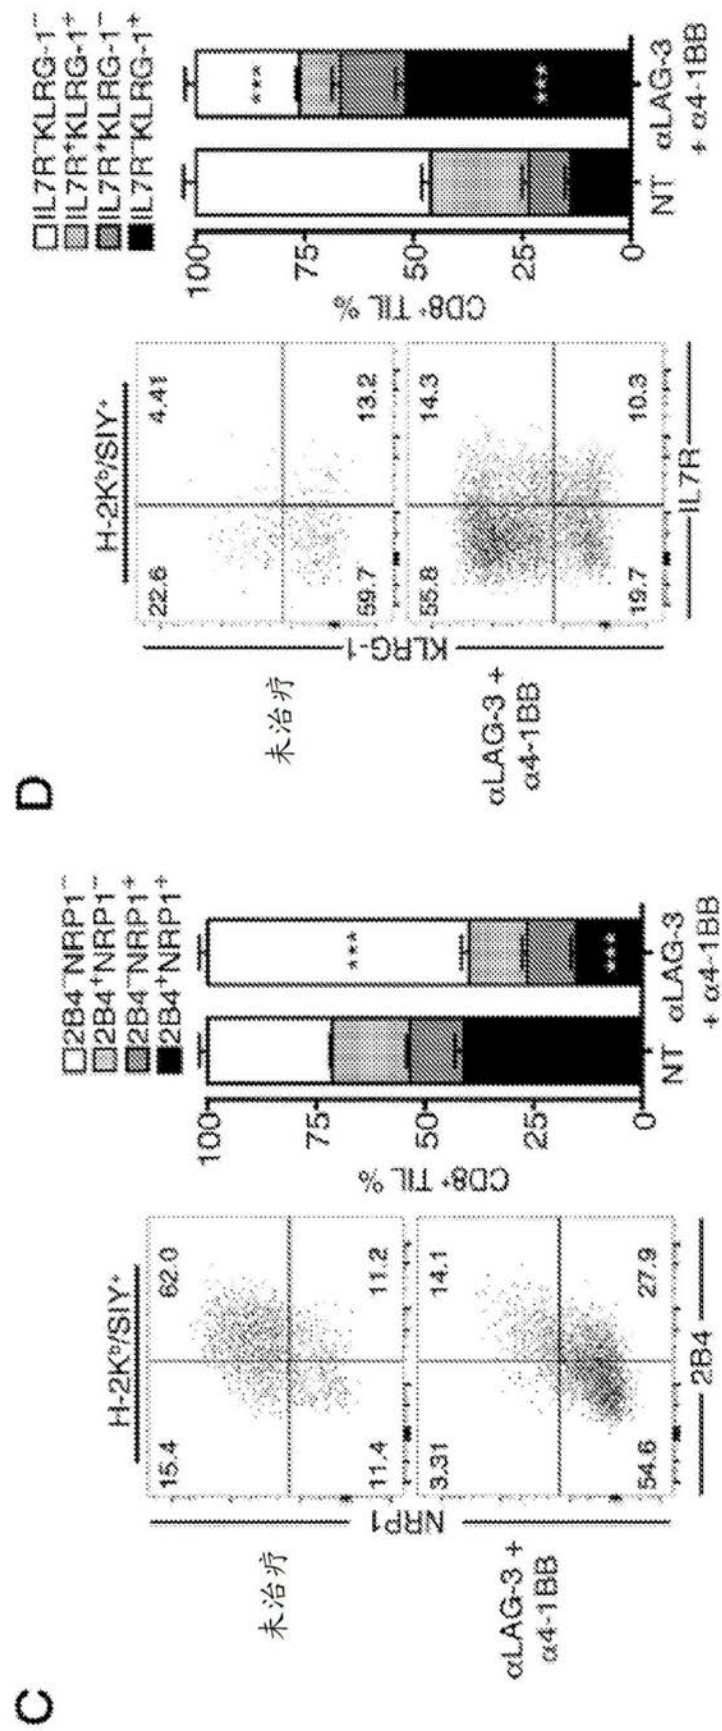 C
H-2Kᵇ/SIY⁺
未治疗
15.4
62.0
11.4
11.2
αLAG-3 +
α4-1BB
3.31
14.1
54.6
27.9
NRP1
2B4
2B4⁻NRP1⁻
2B4⁺NRP1⁻
2B4⁻NRP1⁺
2B4⁺NRP1⁺
CD8⁺ TIL %
100
75
50
25
0
***
***
NT
αLAG-3
+ α4-1BB
D
H-2Kᵇ/SIY⁺
未治疗
22.6
4.41
59.7
13.2
αLAG-3 +
α4-1BB
55.8
14.3
19.7
10.3
KLRG-1
IL7R
IL7R⁻KLRG-1⁻
IL7R⁺KLRG-1⁺
IL7R⁺KLRG-1⁻
IL7R⁻KLRG-1⁺
CD8⁺ TIL %
100
75
50
25
0
***
***
NT
αLAG-3
+ α4-1BB